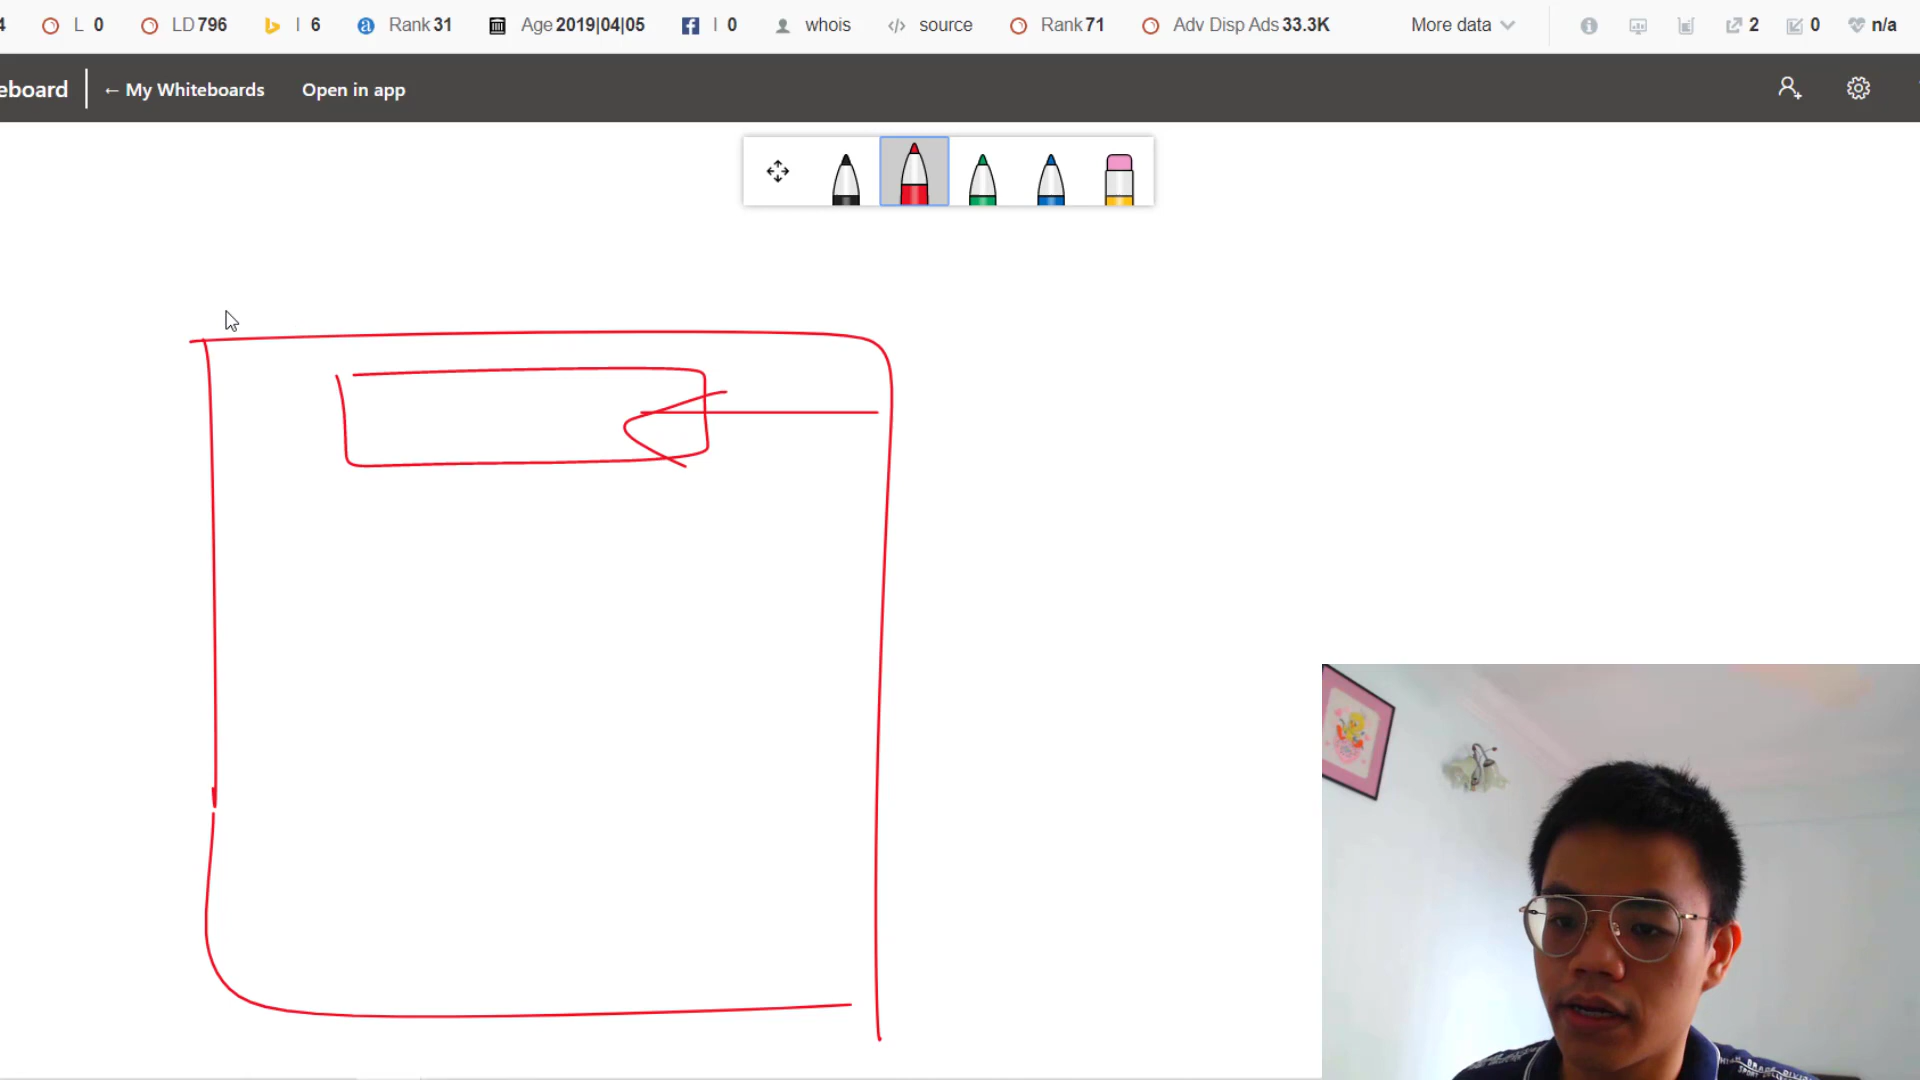 4 L 0 LD 796 I 6 Rank 31 Age 2019|04|05 I 0 whois source Rank 71 Adv Disp Ads 33.3K More data 2 0 n/a
eboard ← My Whiteboards Open in app